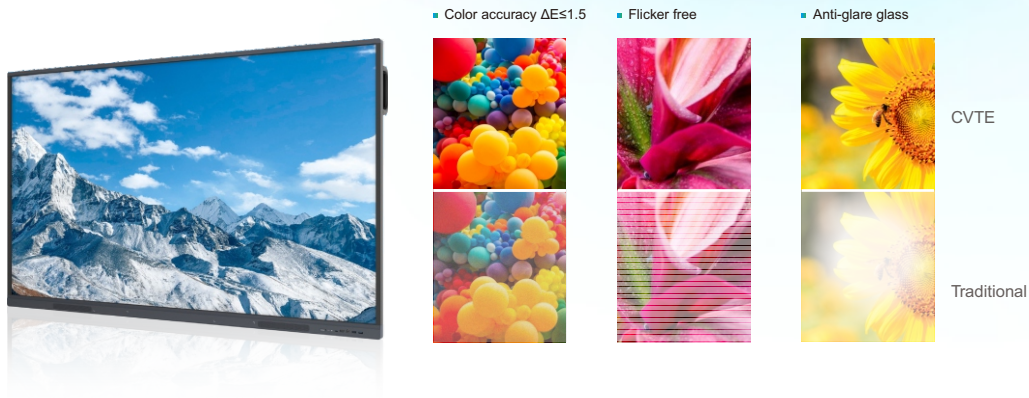 Color accuracy ΔE≤1.5
Flicker free
Anti-glare glass
CVTE
Traditional